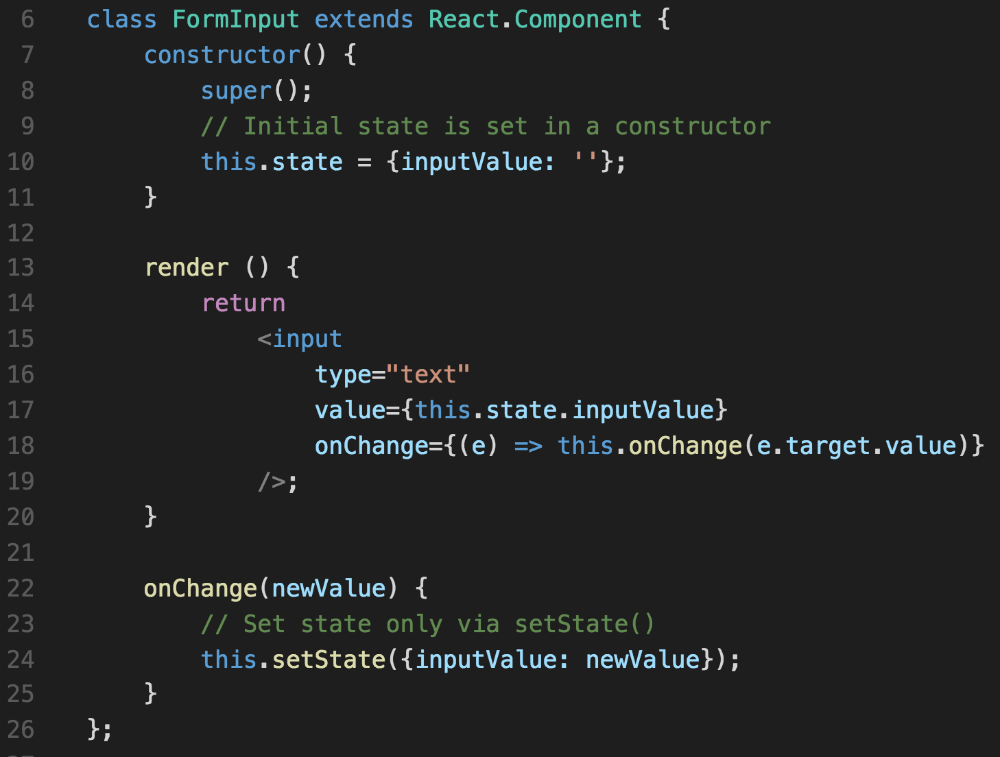 6 class FormInput extends React.Component {
7 constructor() {
8 super();
9 // Initial state is set in a constructor
10 this.state = {inputValue: ''};
11 }
12
13 render () {
14 return
15 <input
16 type="text"
17 value={this.state.inputValue}
18 onChange={(e) => this.onChange(e.target.value)}
19 />;
20 }
21
22 onChange(newValue) {
23 // Set state only via setState()
24 this.setState({inputValue: newValue});
25 }
26 };